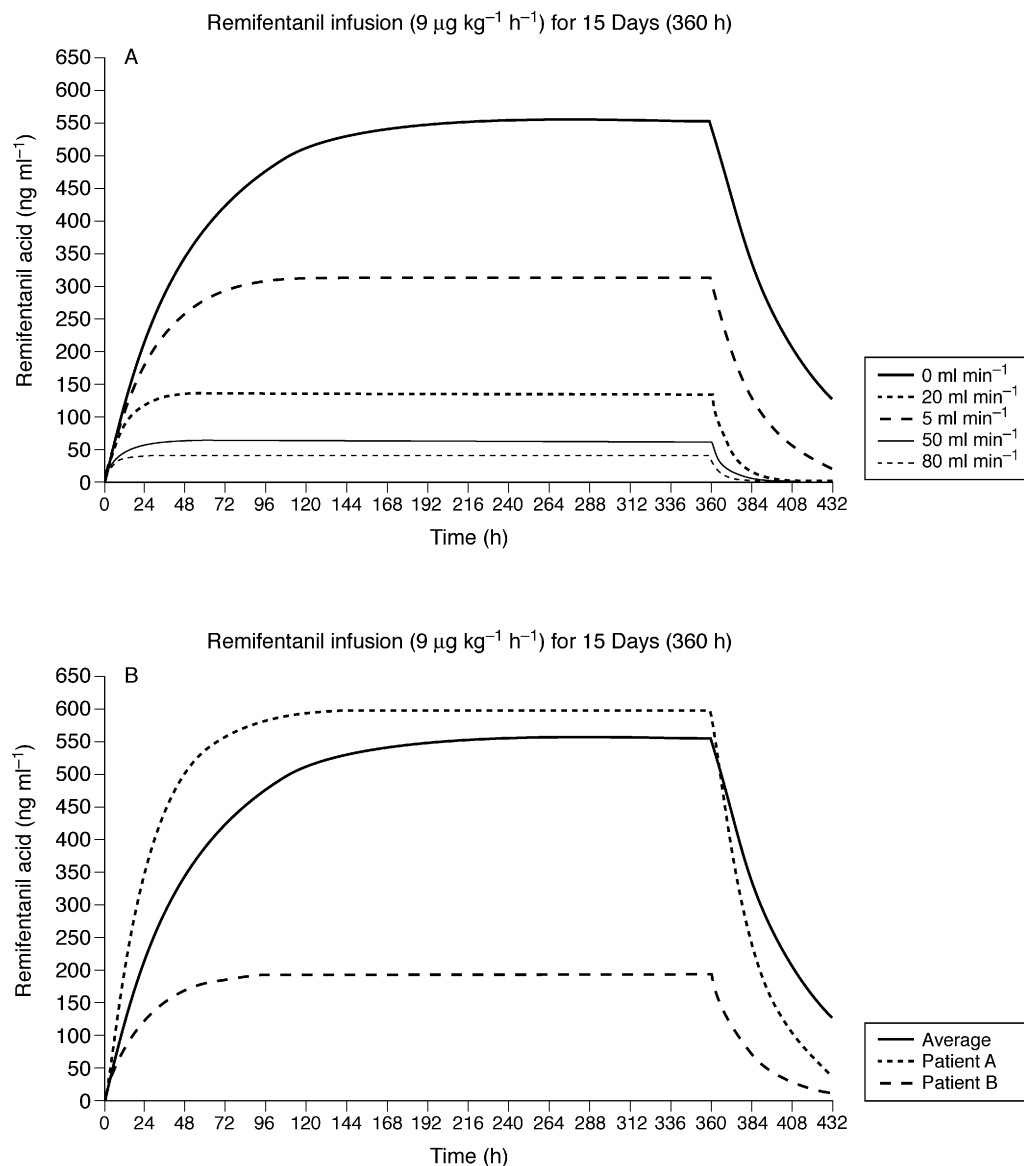 Remifentanil infusion (9 μg kg⁻¹ h⁻¹) for 15 Days (360 h)
A
650
600
550
500
450
400
350
300
250
200
150
100
50
0
Remifentanil acid (ng ml⁻¹)
0 24 48 72 96 120 144 168 192 216 240 264 288 312 336 360 384 408 432
Time (h)
0 ml min⁻¹
20 ml min⁻¹
5 ml min⁻¹
50 ml min⁻¹
80 ml min⁻¹
Remifentanil infusion (9 μg kg⁻¹ h⁻¹) for 15 Days (360 h)
B
650
600
550
500
450
400
350
300
250
200
150
100
50
0
Remifentanil acid (ng ml⁻¹)
0 24 48 72 96 120 144 168 192 216 240 264 288 312 336 360 384 408 432
Time (h)
Average
Patient A
Patient B